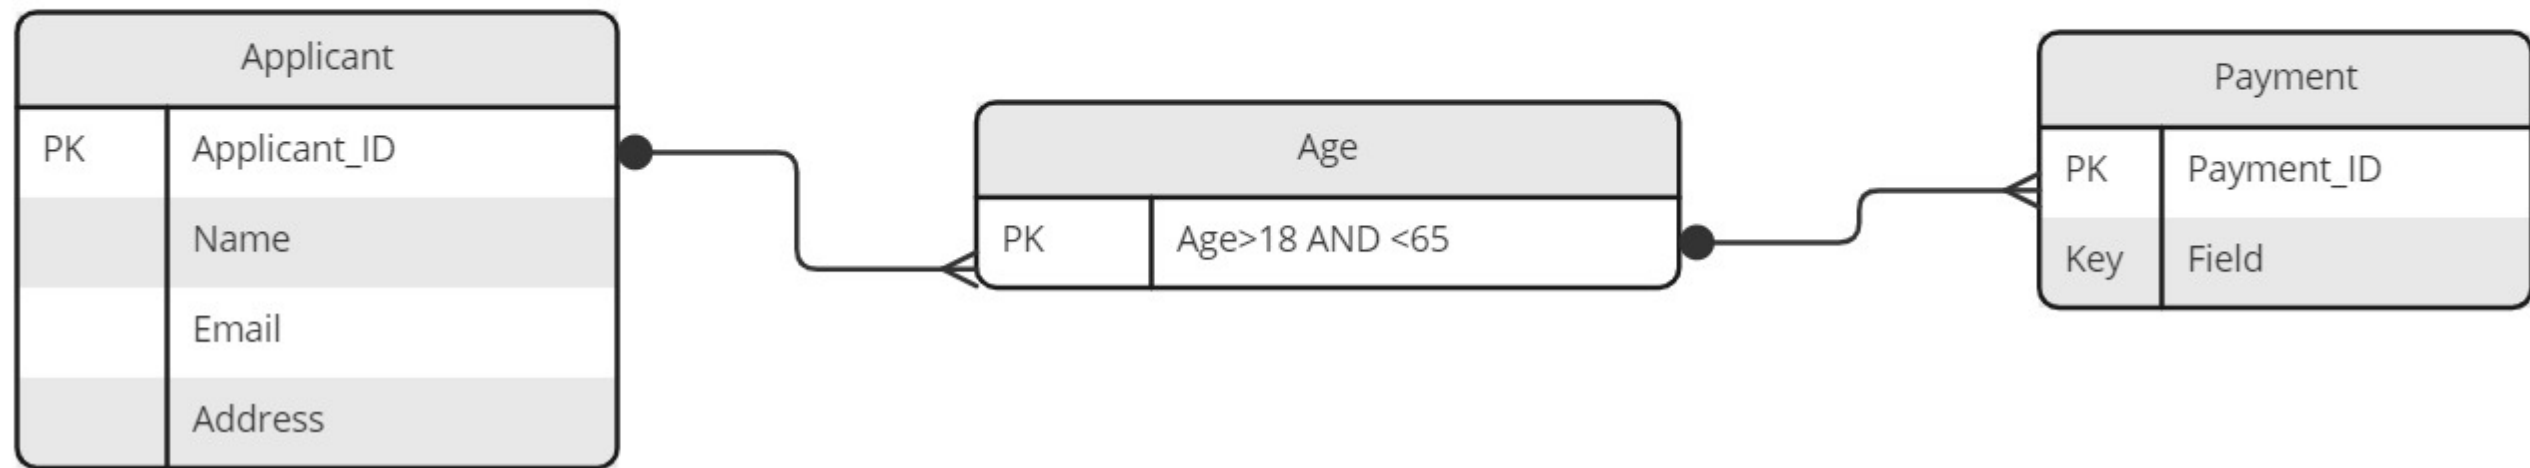 Applicant
PK Applicant_ID
Name
Email
Address
Age
PK Age>18 AND <65
Payment
PK Payment_ID
Key Field